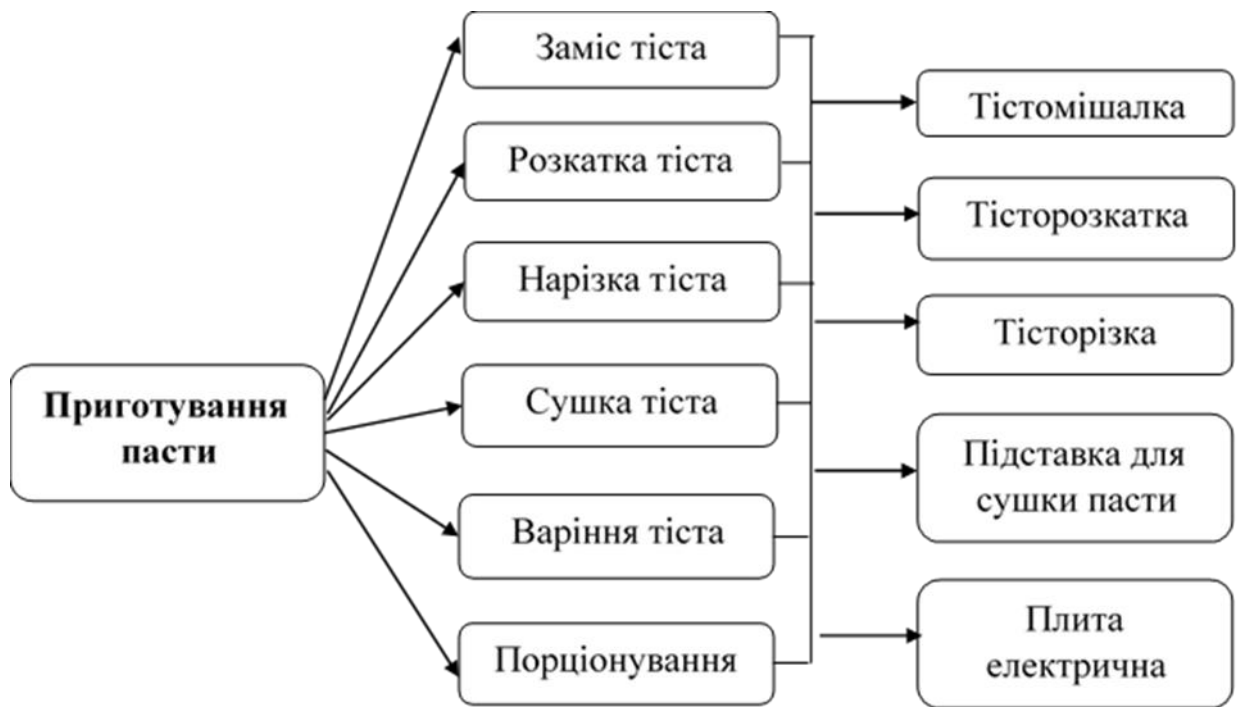 Приготування
пасти
Заміс тіста
Розкатка тіста
Нарізка тіста
Сушка тіста
Варіння тіста
Порціонування
Тістомішалка
Тісторозкатка
Тісторізка
Підставка для
сушки пасти
Плита
електрична